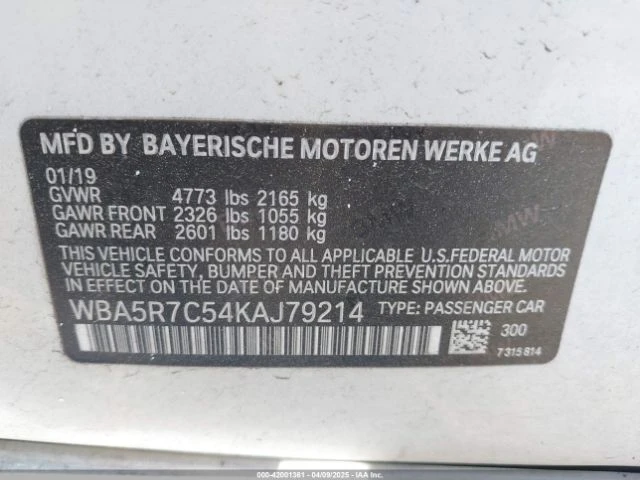 MFD BY BAYERISCHE MOTOREN WERKE AG
01/19
GVWR 4773 lbs 2165 kg
GAWR FRONT 2326 lbs 1055 kg
GAWR REAR 2601 lbs 1180 kg
THIS VEHICLE CONFORMS TO ALL APPLICABLE U.S.FEDERAL MOTOR
VEHICLE SAFETY, BUMPER AND THEFT PREVENTION STANDARDS
IN EFFECT ON THE DATE OF MANUFACTURE SHOWN ABOVE.
WBA5R7C54KAJ79214 TYPE: PASSENGER CAR
300
7315814
000-42001361 - 04/09/2025 - IAAHTX